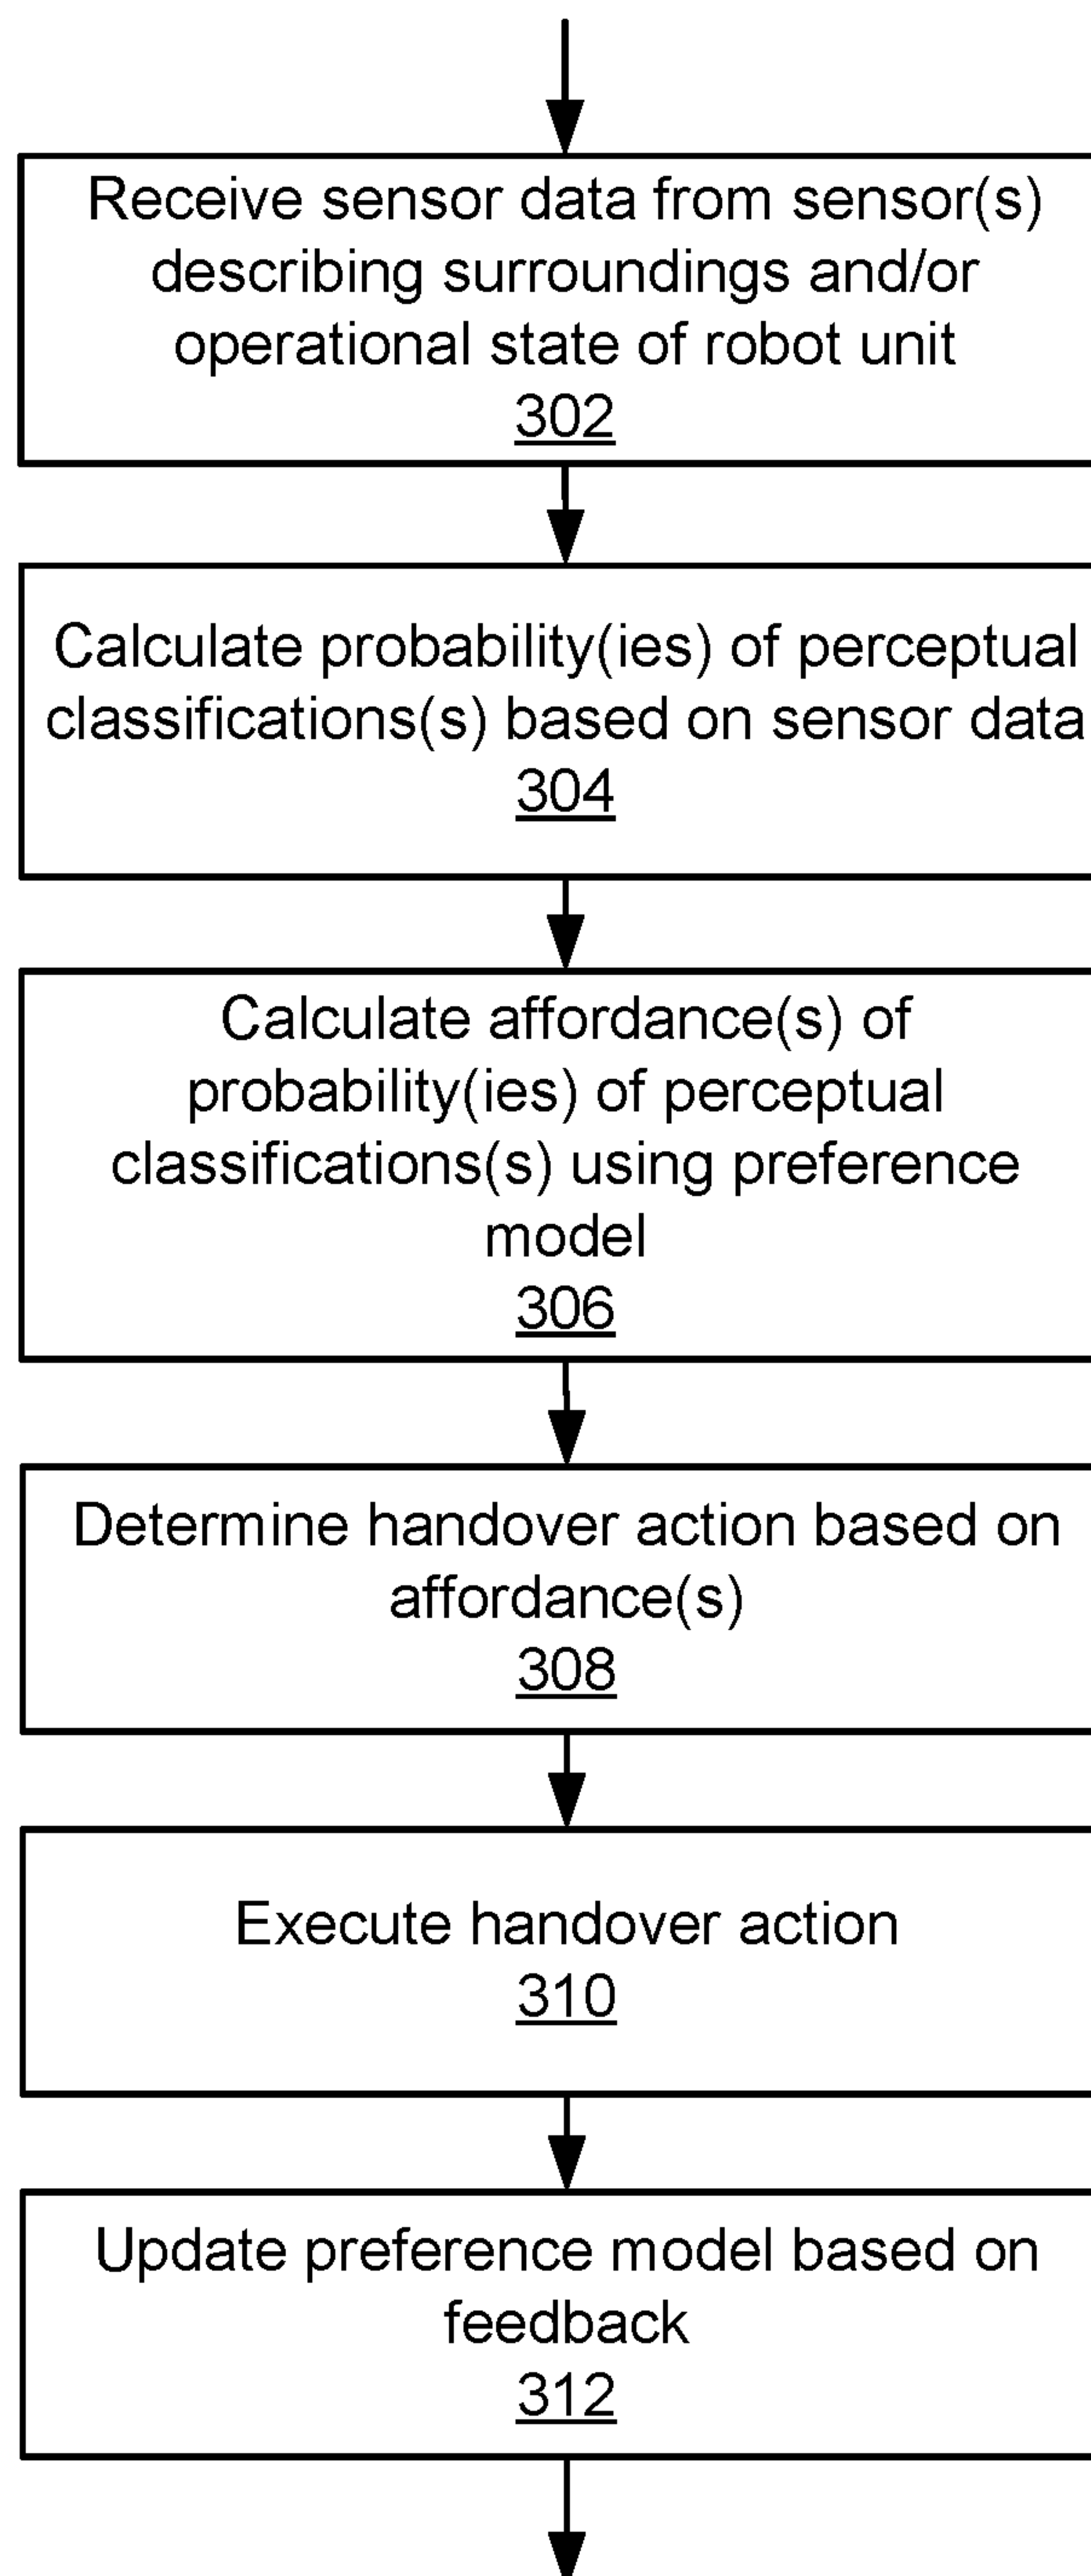 Receive sensor data from sensor(s)
describing surroundings and/or
operational state of robot unit
302
Calculate probability(ies) of perceptual
classifications(s) based on sensor data
304
Calculate affordance(s) of
probability(ies) of perceptual
classifications(s) using preference
model
306
Determine handover action based on
affordance(s)
308
Execute handover action
310
Update preference model based on
feedback
312